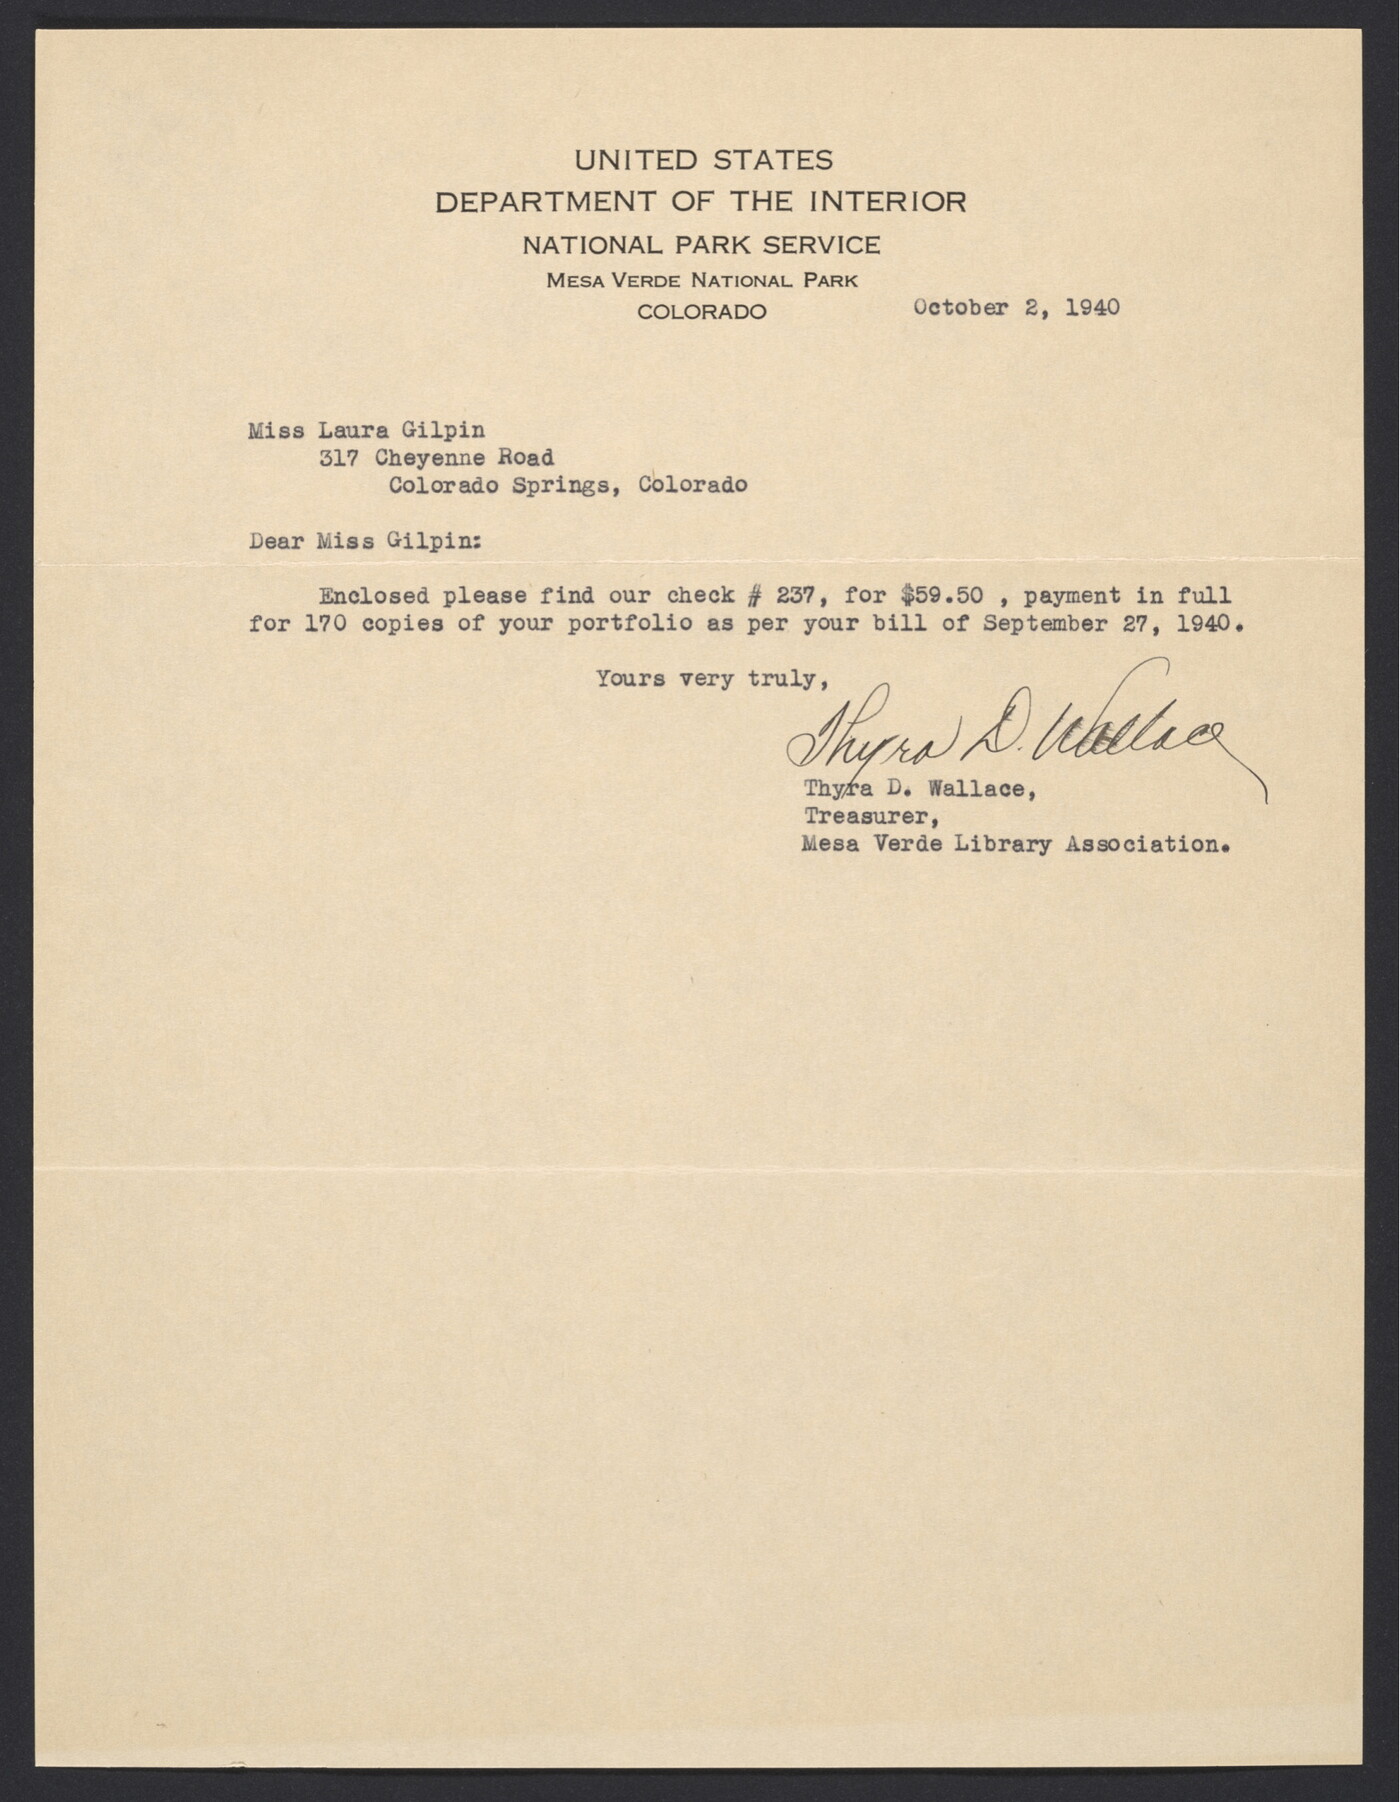 UNITED STATES
DEPARTMENT OF THE INTERIOR
NATIONAL PARK SERVICE
MESA VERDE NATIONAL PARK
COLORADO
October 2, 1940
Miss Laura Gilpin
317 Cheyenne Road
Colorado Springs, Colorado
Dear Miss Gilpin:
Enclosed please find our check # 237, for $59.50 , payment in full
for 170 copies of your portfolio as per your bill of September 27, 1940.
Yours very truly,
Thyra D. Wallace
Thyra D. Wallace,
Treasurer,
Mesa Verde Library Association.